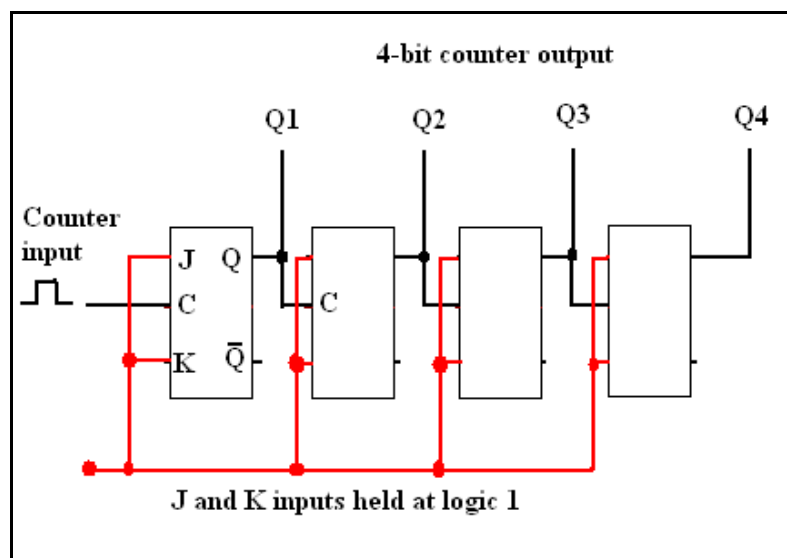 4-bit counter output
Q1
Q2
Q3
Q4
Counter
input
J Q
C
K Q̅
C
J and K inputs held at logic 1